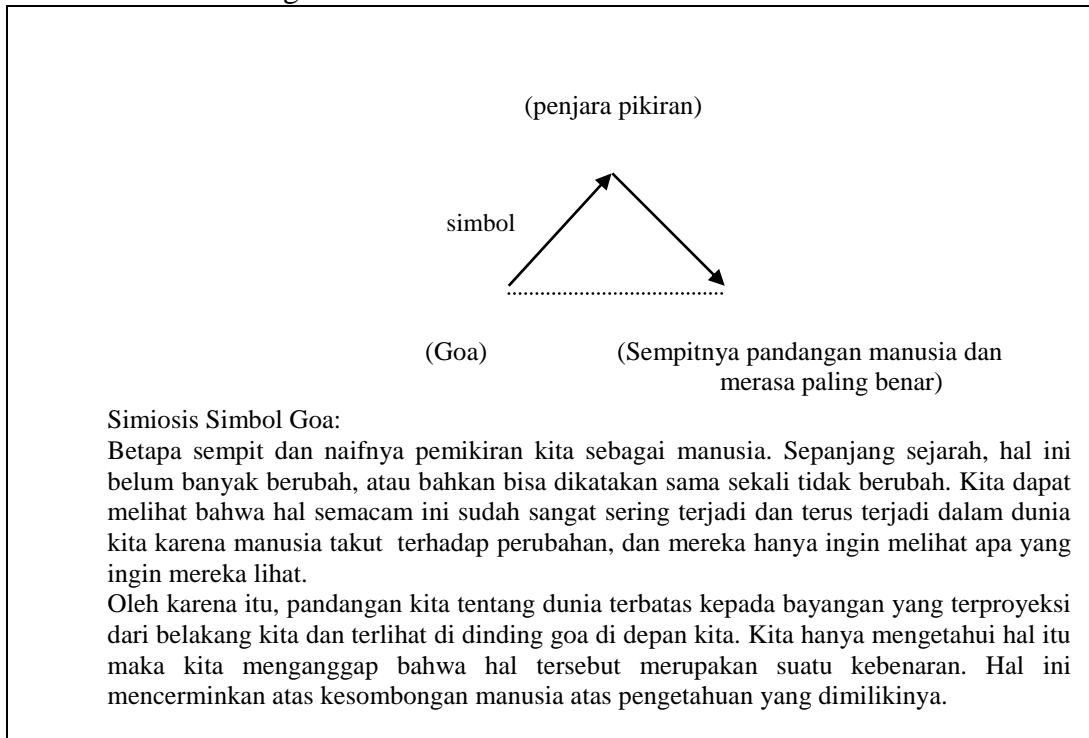 (penjara pikiran)
simbol
(Goa)
(Sempitnya pandangan manusia dan
merasa paling benar)
Simiosis Simbol Goa:
Betapa sempit dan naifnya pemikiran kita sebagai manusia. Sepanjang sejarah, hal ini
belum banyak berubah, atau bahkan bisa dikatakan sama sekali tidak berubah. Kita dapat
melihat bahwa hal semacam ini sudah sangat sering terjadi dan terus terjadi dalam dunia
kita karena manusia takut terhadap perubahan, dan mereka hanya ingin melihat apa yang
ingin mereka lihat.
Oleh karena itu, pandangan kita tentang dunia terbatas kepada bayangan yang terproyeksi
dari belakang kita dan terlihat di dinding goa di depan kita. Kita hanya mengetahui hal itu
maka kita menganggap bahwa hal tersebut merupakan suatu kebenaran. Hal ini
mencerminkan atas kesombongan manusia atas pengetahuan yang dimilikinya.